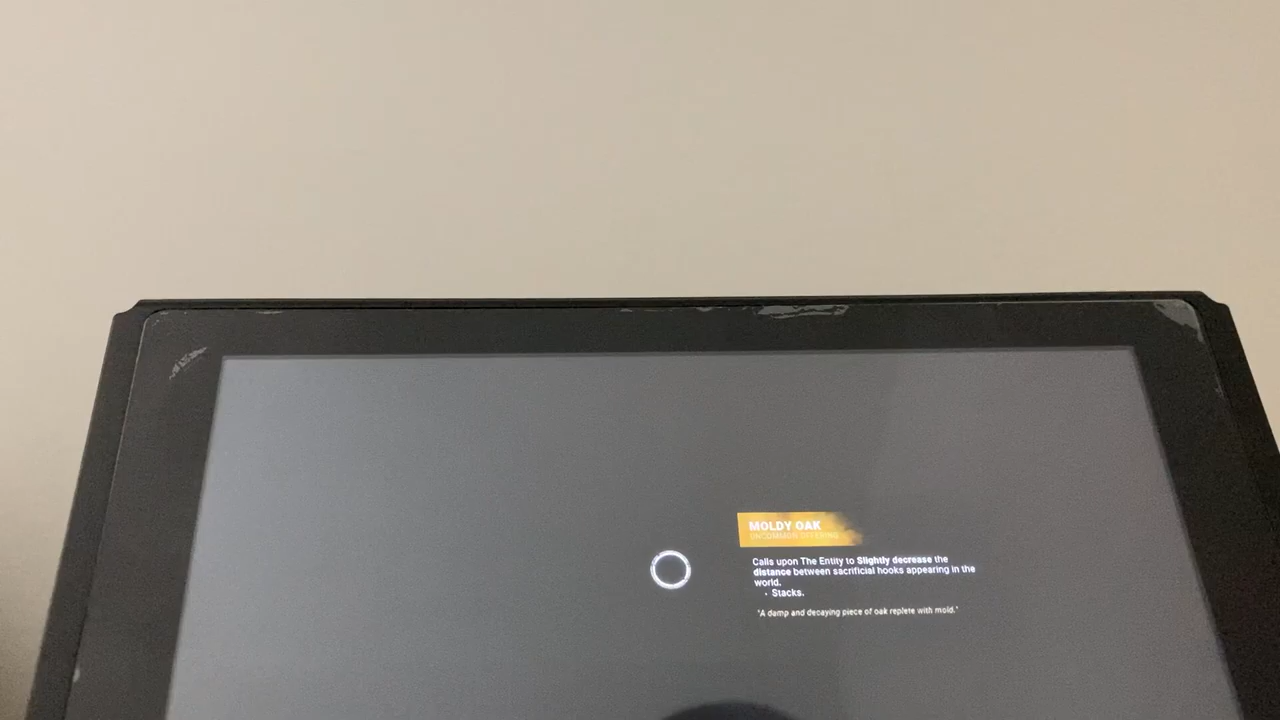 MOLDY OAK
UNCOMMON OFFERING
Calls upon The Entity to Slightly decrease the
distance between sacrificial hooks appearing in the
world.
· Stacks.
"A damp and decaying piece of oak replete with mold."